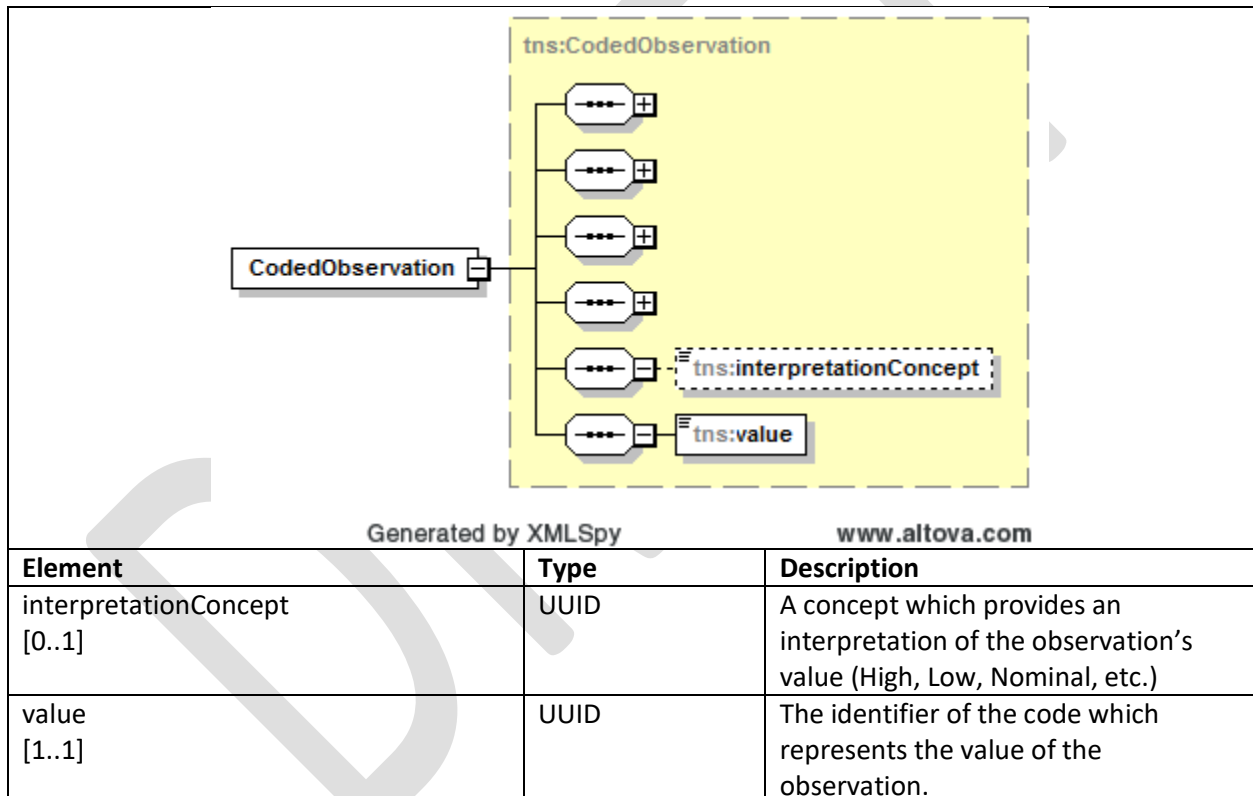 tns:CodedObservation
CodedObservation
tns:interpretationConcept
tns:value
Generated by XMLSpy www.altova.com
Element Type Description
interpretationConcept UUID A concept which provides an
[0..1] interpretation of the observation’s
value (High, Low, Nominal, etc.)
value UUID The identifier of the code which
[1..1] represents the value of the
observation.